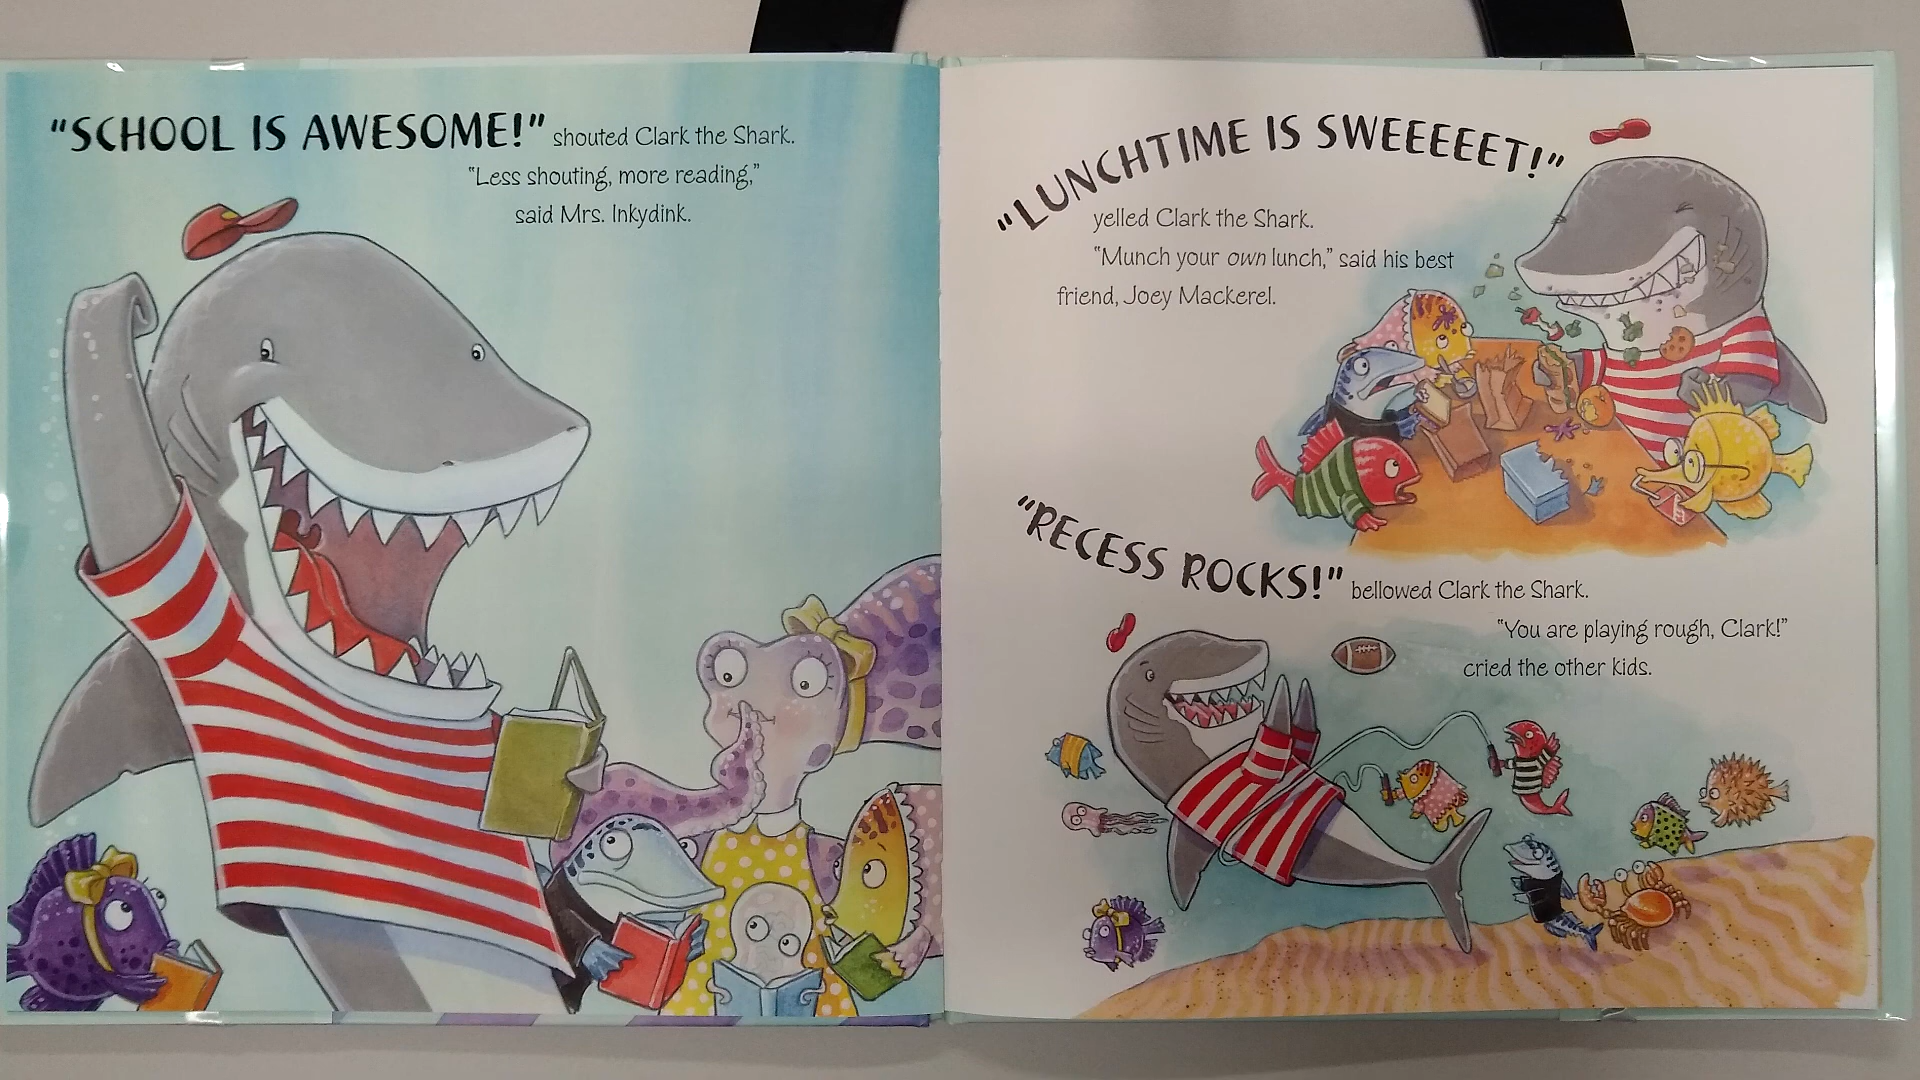 "SCHOOL IS AWESOME!" shouted Clark the Shark.
"Less shouting, more reading,"
said Mrs. Inkydink.
"LUNCHTIME IS SWEEEEET!"
yelled Clark the Shark.
"Munch your own lunch," said his best
friend, Joey Mackerel.
"RECESS ROCKS!" bellowed Clark the Shark.
"You are playing rough, Clark!"
cried the other kids.